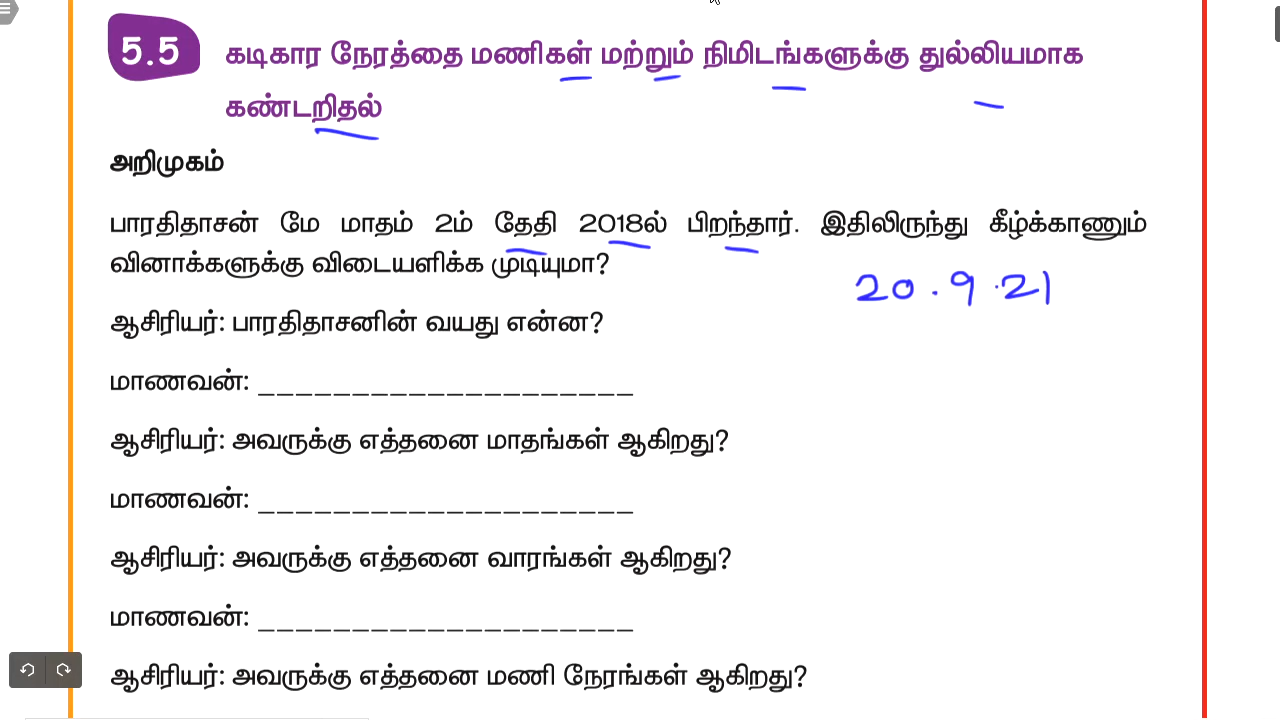 5.5 கடிகார நேரத்தை மணிகள் மற்றும் நிமிடங்களுக்கு துல்லியமாக
கண்டறிதல்
அறிமுகம்
பாரதிதாசன் மே மாதம் 2ம் தேதி 2018ல் பிறந்தார். இதிலிருந்து கீழ்க்காணும்
வினாக்களுக்கு விடையளிக்க முடியுமா?
20.9.21
ஆசிரியர்: பாரதிதாசனின் வயது என்ன?
மாணவன்: ____________________
ஆசிரியர்: அவருக்கு எத்தனை மாதங்கள் ஆகிறது?
மாணவன்: ____________________
ஆசிரியர்: அவருக்கு எத்தனை வாரங்கள் ஆகிறது?
மாணவன்: ____________________
ஆசிரியர்: அவருக்கு எத்தனை மணி நேரங்கள் ஆகிறது?